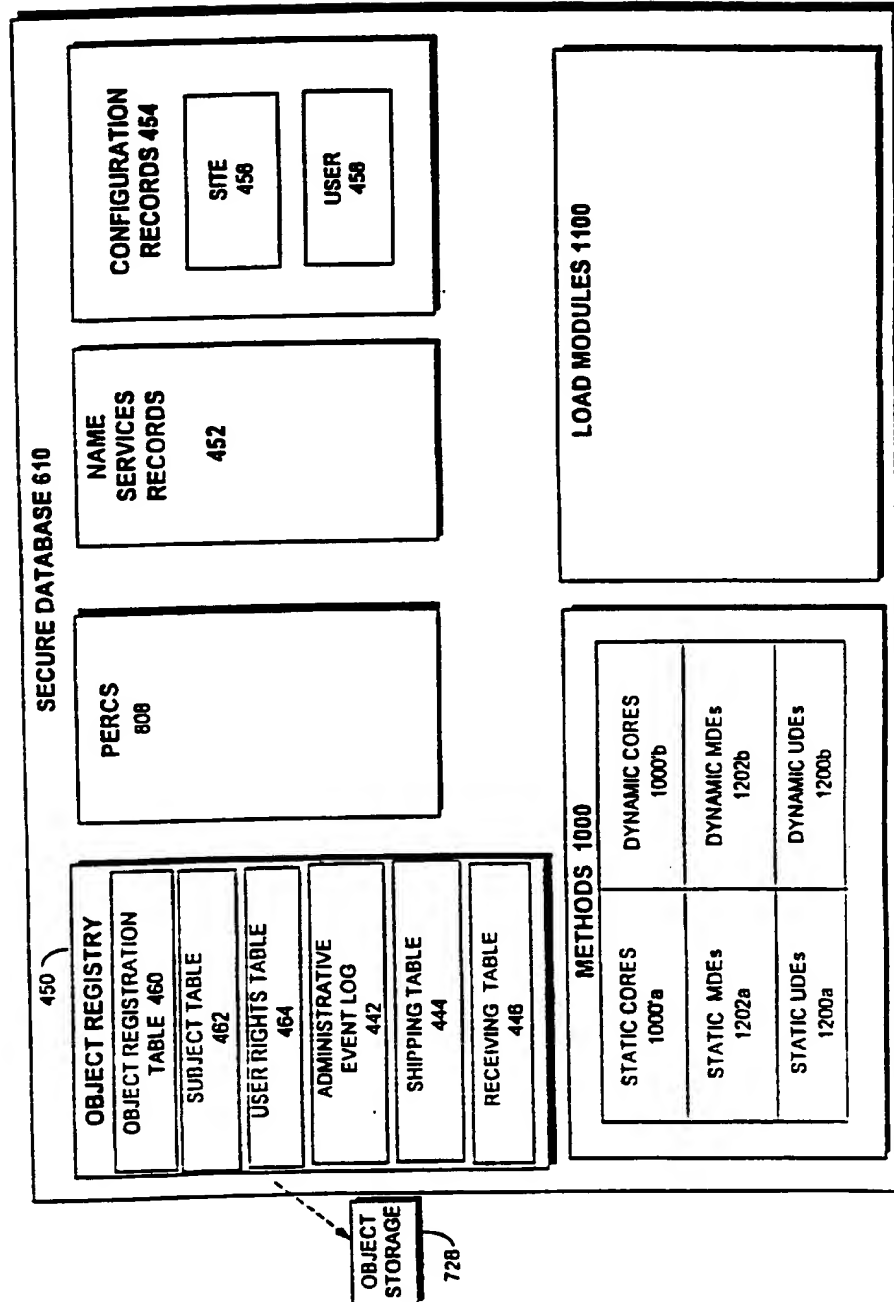 SECURE DATABASE 610
450
OBJECT REGISTRY
OBJECT REGISTRATION
TABLE 460
SUBJECT TABLE
462
USER RIGHTS TABLE
464
ADMINISTRATIVE
EVENT LOG
442
SHIPPING TABLE
444
RECEIVING TABLE
446
OBJECT
STORAGE
728
PERCS
808
NAME
SERVICES
RECORDS
452
CONFIGURATION
RECORDS 454
SITE
456
USER
458
METHODS 1000
STATIC CORES
1000'a
DYNAMIC CORES
1000'b
STATIC MDEs
1202a
DYNAMIC MDEs
1202b
STATIC UDEs
1200a
DYNAMIC UDEs
1200b
LOAD MODULES 1100